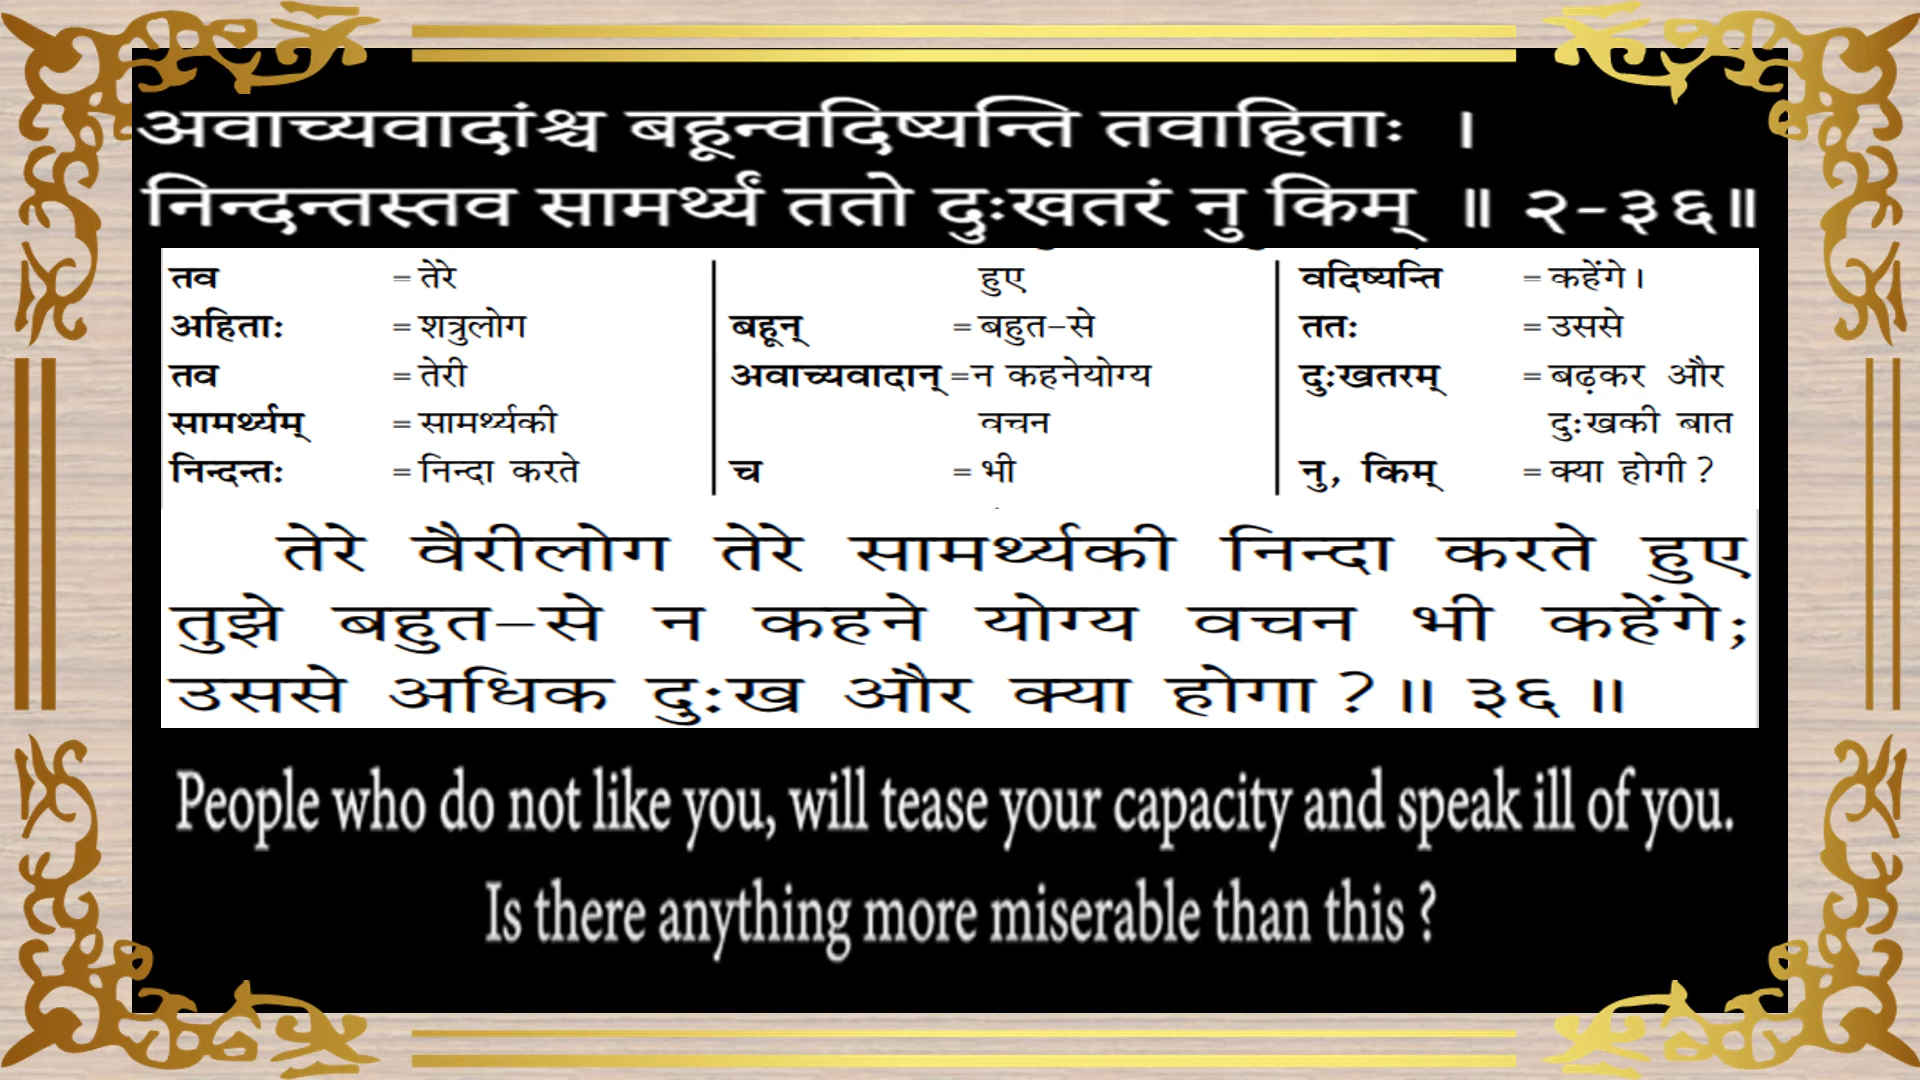 अवाच्यवादांश्च बहून्वदिष्यन्ति तवाहिताः ।
निन्दन्तस्तव सामर्थ्यं ततो दुःखतरं नु किम् ॥ २-३६॥
तव = तेरे
अहिताः = शत्रुलोग
तव = तेरी
सामर्थ्यम् = सामर्थ्यकी
निन्दन्तः = निन्दा करते
हुए
बहून् = बहुत-से
अवाच्यवादान् =न कहनेयोग्य
वचन
च = भी
वदिष्यन्ति = कहेंगे।
ततः = उससे
दुःखतरम् = बढ़कर और
दुःखकी बात
नु, किम् = क्या होगी ?
तेरे वैरीलोग तेरे सामर्थ्यकी निन्दा करते हुए
तुझे बहुत-से न कहने योग्य वचन भी कहेंगे;
उससे अधिक दुःख और क्या होगा ? ॥ ३६ ॥
People who do not like you, will tease your capacity and speak ill of you.
Is there anything more miserable than this ?